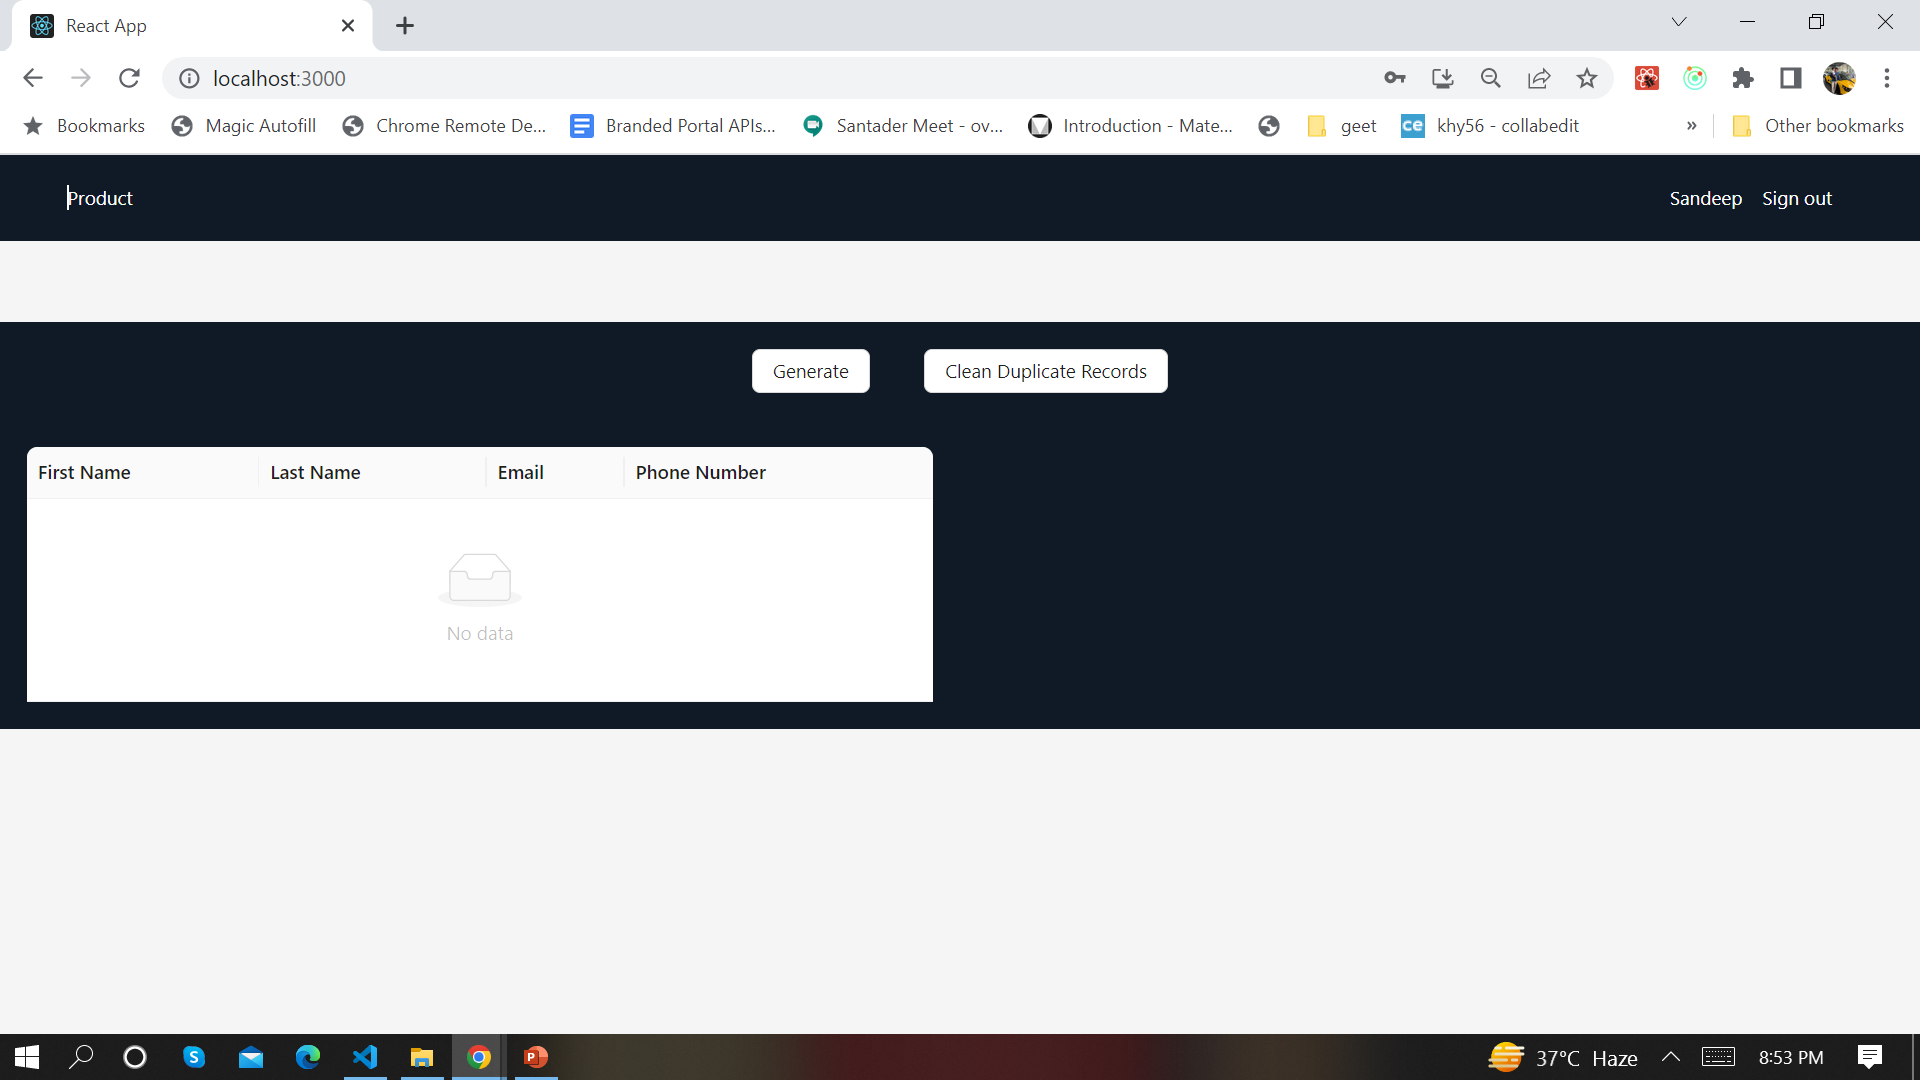 React App
localhost:3000
Bookmarks Magic Autofill Chrome Remote De... Branded Portal APIs... Santader Meet - ov... Introduction - Mate... geet ce khy56 - collabedit » Other bookmarks
Product Sandeep Sign out
Generate Clean Duplicate Records
First Name Last Name Email Phone Number
No data
37°C Haze 8:53 PM